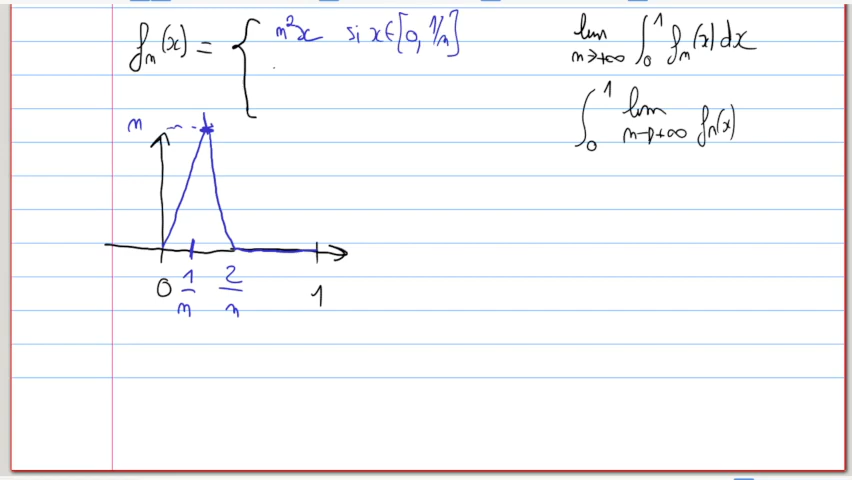 fn(x) = { n²x si x ∈ [0, 1/n]
lim n→+∞ ∫₀¹ fn(x) dx
∫₀¹ lim n→+∞ fn(x)
n
0 1/n 2/n 1